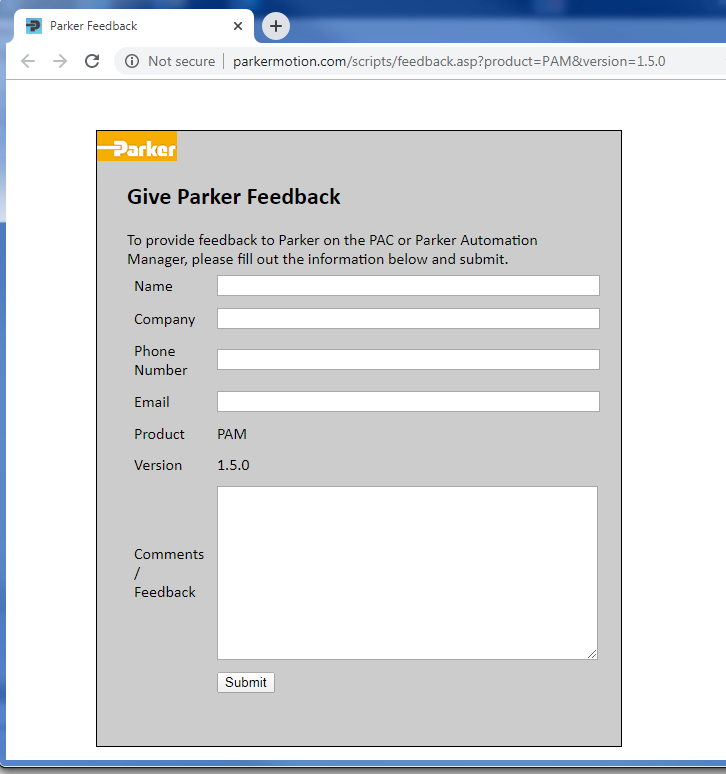 Parker Feedback
Not secure | parkermotion.com/scripts/feedback.asp?product=PAM&version=1.5.0
Parker
Give Parker Feedback
To provide feedback to Parker on the PAC or Parker Automation
Manager, please fill out the information below and submit.
Name
Company
Phone
Number
Email
Product PAM
Version 1.5.0
Comments
/
Feedback
Submit